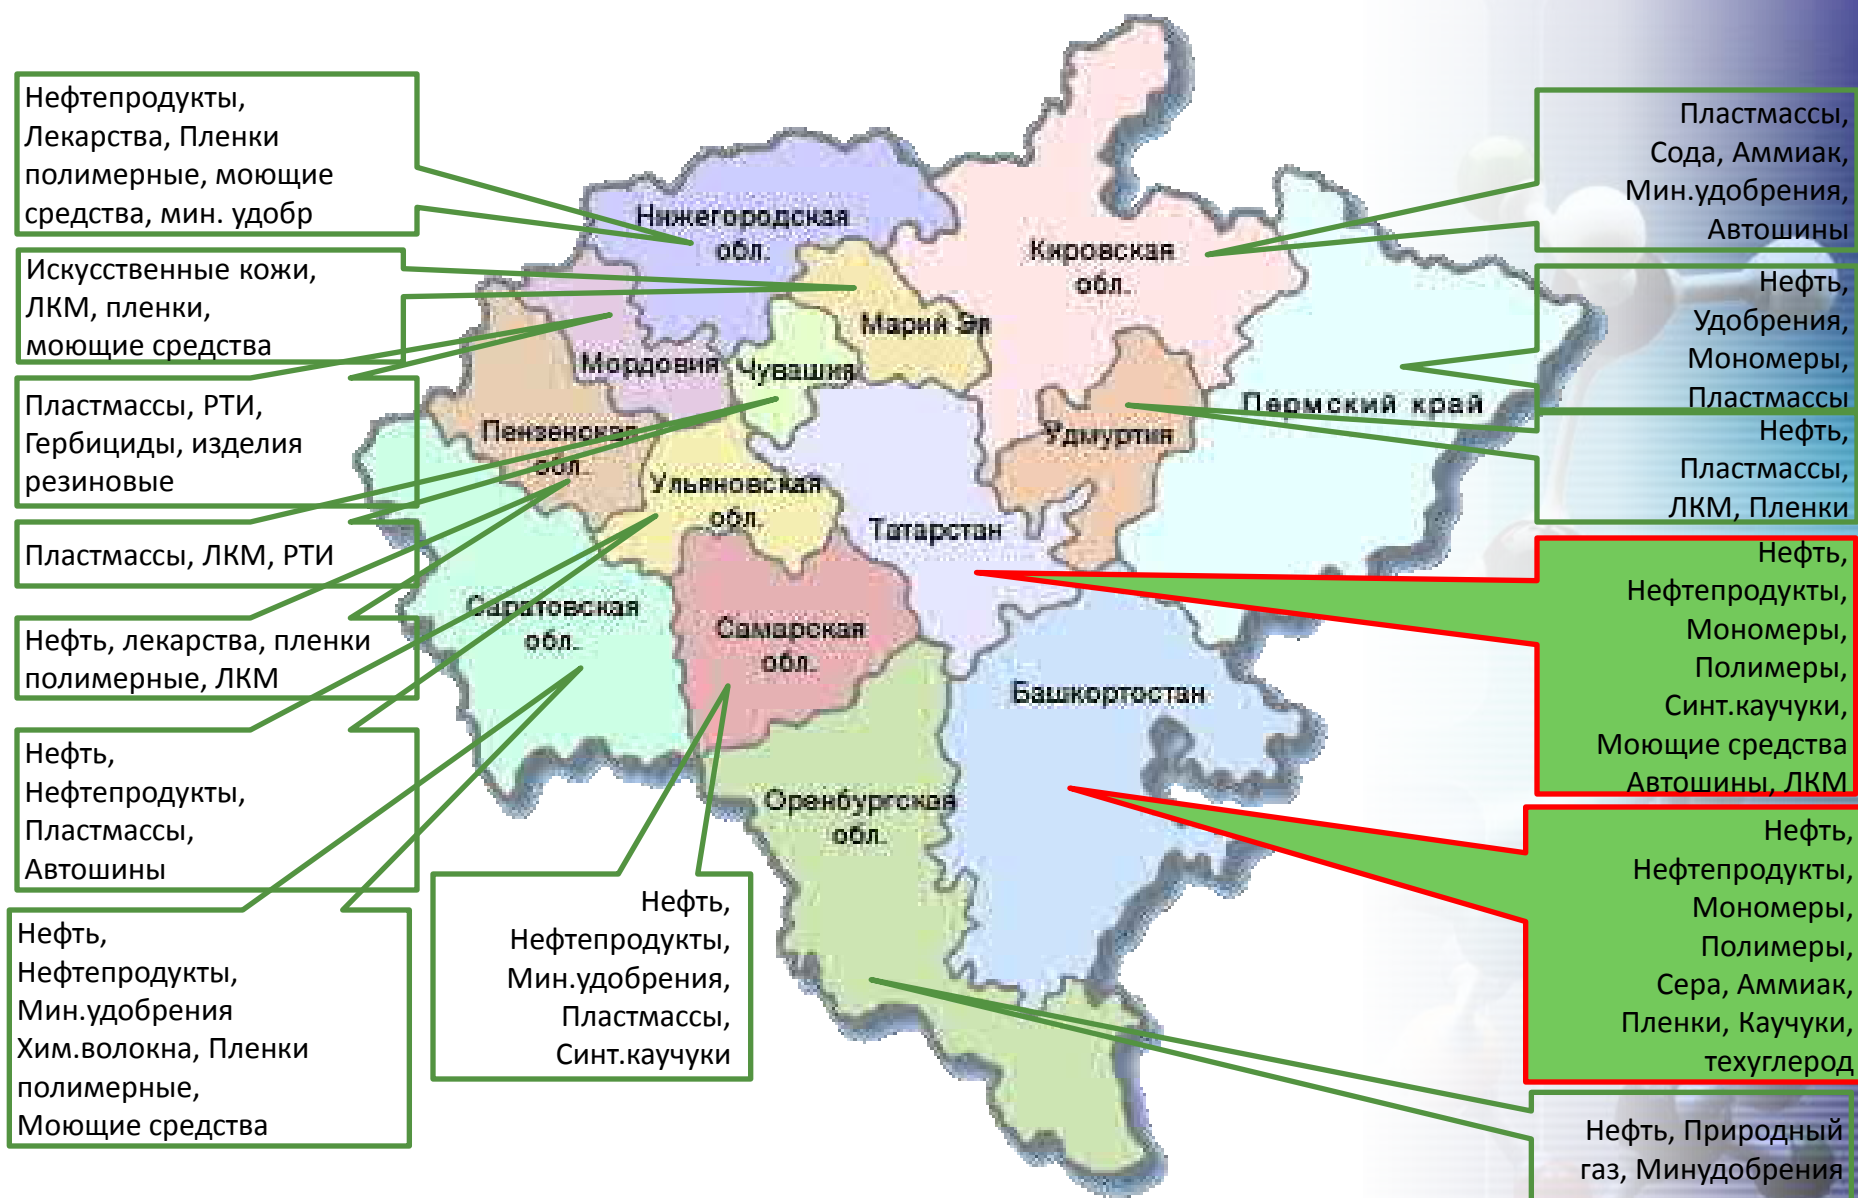 Нефтепродукты,
Лекарства, Пленки
полимерные, моющие
средства, мин. удобр
Искусственные кожи,
ЛКМ, пленки,
моющие средства
Пластмассы, РТИ,
Гербициды, изделия
резиновые
Пластмассы, ЛКМ, РТИ
Нефть, лекарства, пленки
полимерные, ЛКМ
Нефть,
Нефтепродукты,
Пластмассы,
Автошины
Нефть,
Нефтепродукты,
Мин.удобрения
Хим.волокна, Пленки
полимерные,
Моющие средства
Нефть,
Нефтепродукты,
Мин.удобрения,
Пластмассы,
Синт.каучуки
Нижегородская
обл.
Кировская
обл.
Марий Эл
Мордовия
Чувашия
Пермский край
Удмуртия
Пензенская
обл.
Ульяновская
обл.
Татарстан
Саратовская
обл.
Самарская
обл.
Башкортостан
Оренбургская
обл.
Пластмассы,
Сода, Аммиак,
Мин.удобрения,
Автошины
Нефть,
Удобрения,
Мономеры,
Пластмассы
Нефть,
Пластмассы,
ЛКМ, Пленки
Нефть,
Нефтепродукты,
Мономеры,
Полимеры,
Синт.каучуки,
Моющие средства
Автошины, ЛКМ
Нефть,
Нефтепродукты,
Мономеры,
Полимеры,
Сера, Аммиак,
Пленки, Каучуки,
техуглерод
Нефть, Природный
газ, Минудобрения